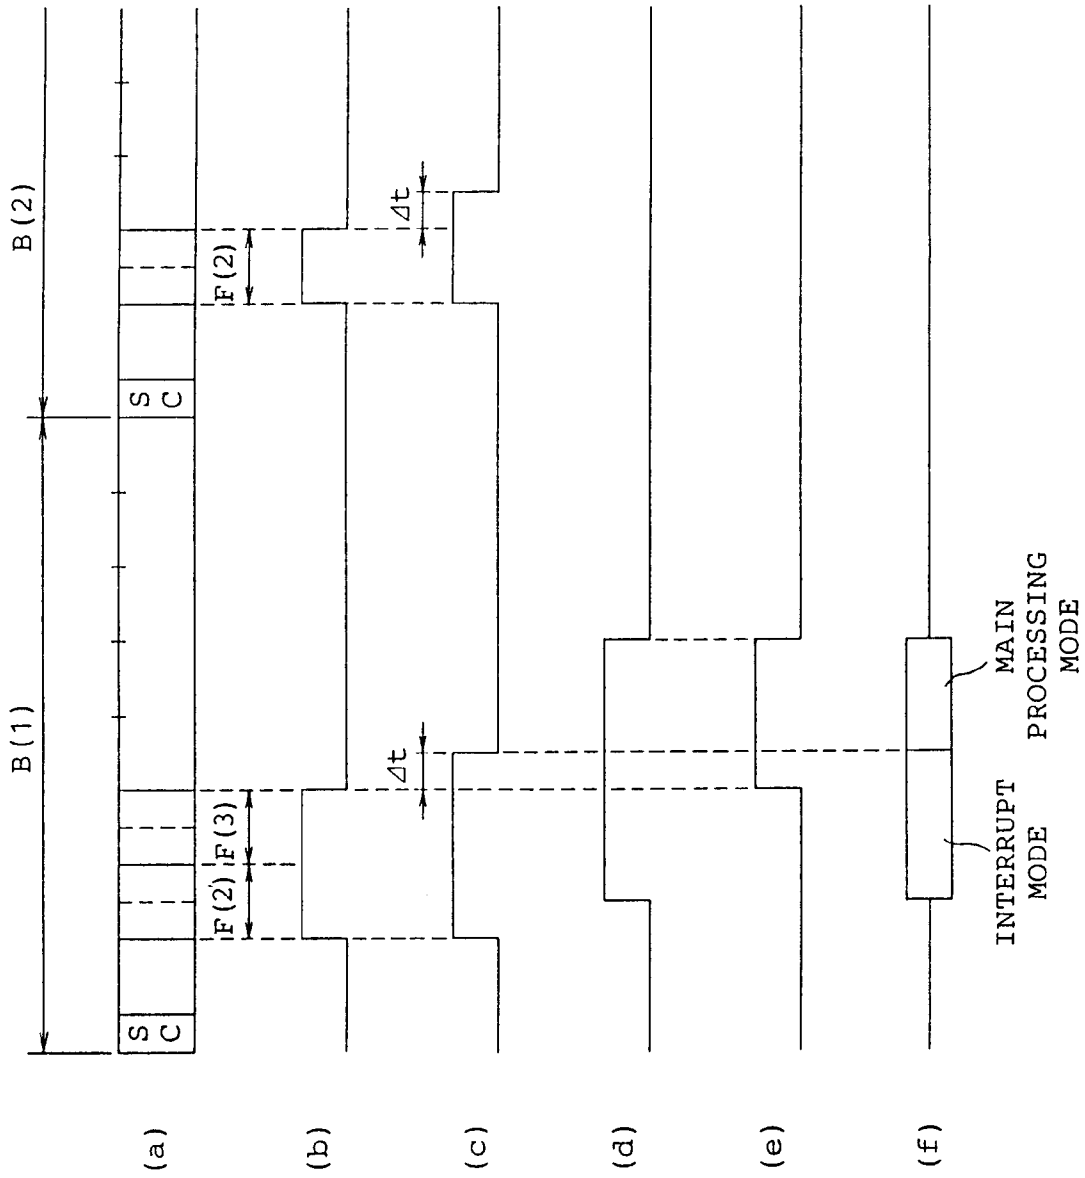 B(1)
B(2)
(a)
S
C
S
C
F(2)
F(3)
F(2)
(b)
Δt
Δt
(c)
(d)
(e)
(f)
INTERRUPT
MODE
MAIN
PROCESSING
MODE